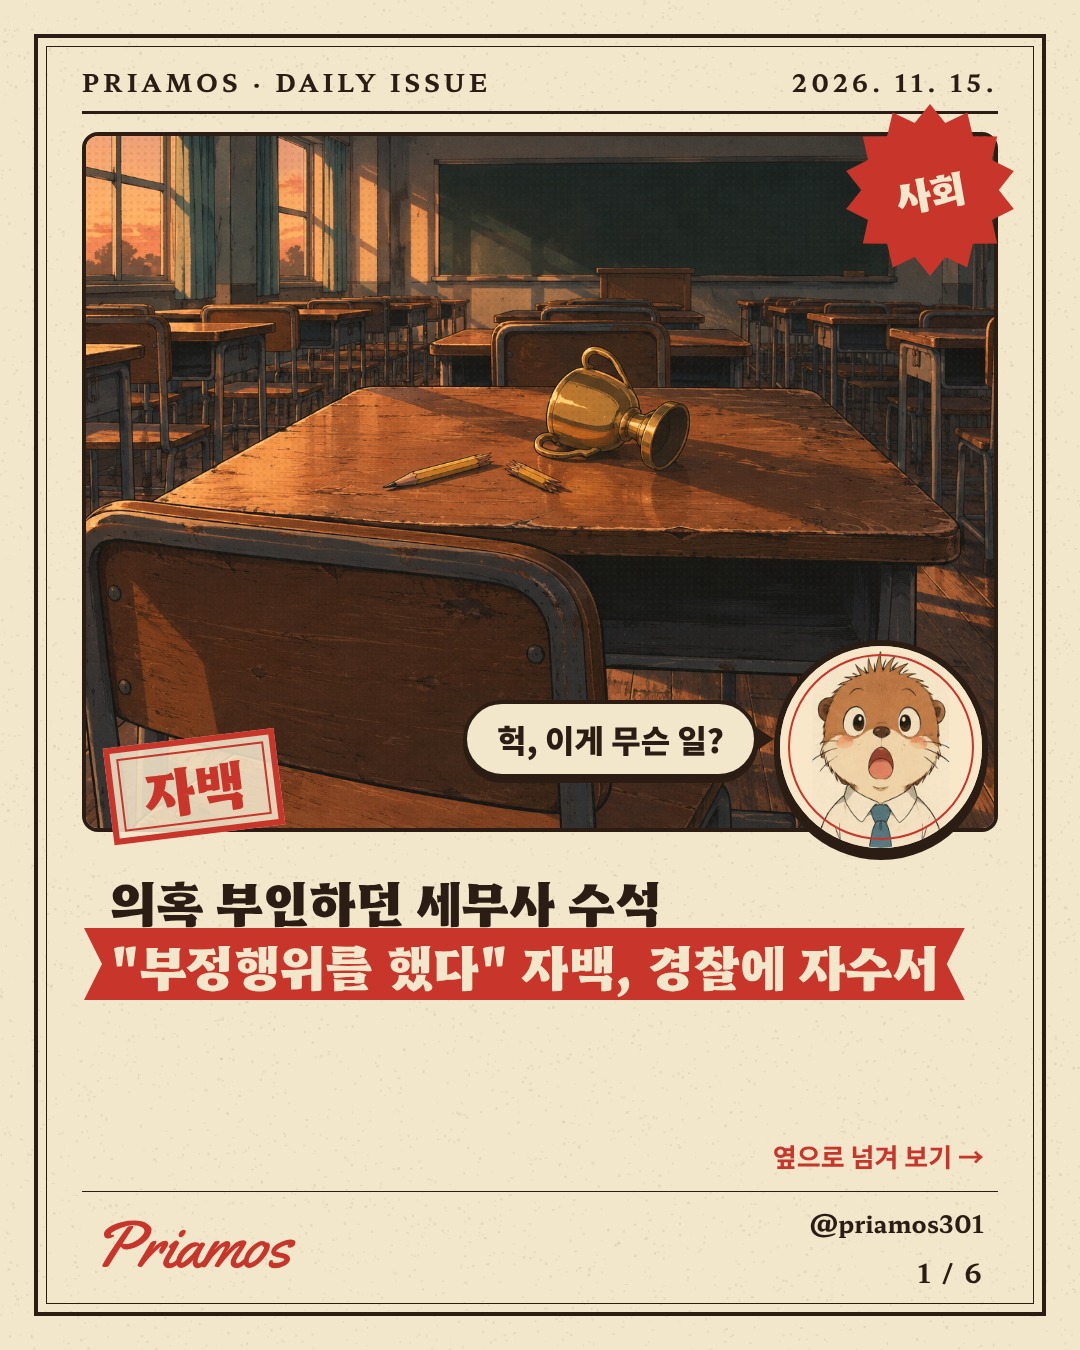 PRIAMOS · DAILY ISSUE
2026. 11. 15.
사회
헉, 이게 무슨 일?
자백
의혹 부인하던 세무사 수석
"부정행위를 했다" 자백, 경찰에 자수서
옆으로 넘겨 보기 →
Priamos
@priamos301
1 / 6